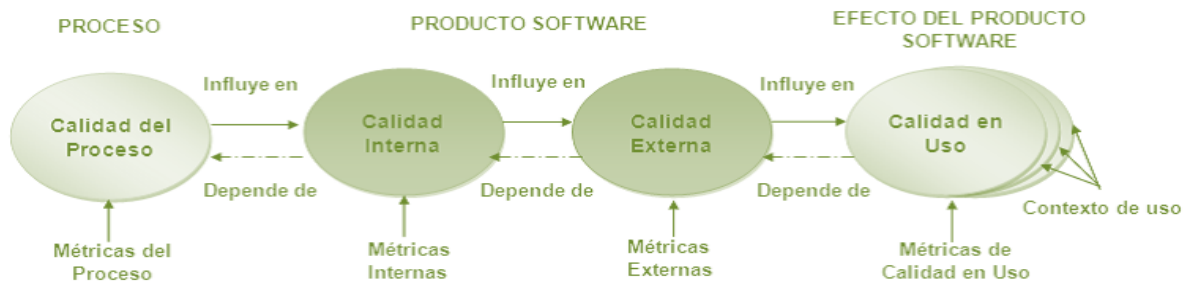 PROCESO
PRODUCTO SOFTWARE
EFECTO DEL PRODUCTO
SOFTWARE
Influye en
Influye en
Influye en
Calidad del
Proceso
Calidad
Interna
Calidad
Externa
Calidad en
Uso
Depende de
Depende de
Depende de
Contexto de uso
Métricas del
Proceso
Métricas
Internas
Métricas
Externas
Métricas de
Calidad en Uso